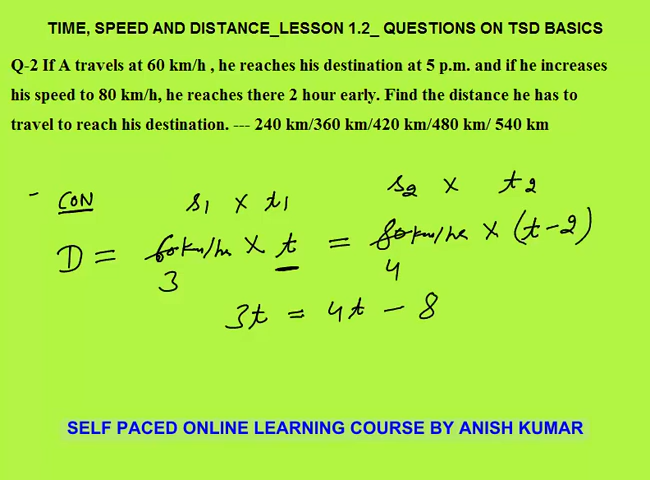 TIME, SPEED AND DISTANCE_LESSON 1.2_ QUESTIONS ON TSD BASICS
Q-2 If A travels at 60 km/h , he reaches his destination at 5 p.m. and if he increases
his speed to 80 km/h, he reaches there 2 hour early. Find the distance he has to
travel to reach his destination. --- 240 km/360 km/420 km/480 km/ 540 km
CON S1 X t1 S2 X t2
D = 60km/hr X t = 80km/hr X (t-2)
3 4
3t = 4t - 8
SELF PACED ONLINE LEARNING COURSE BY ANISH KUMAR